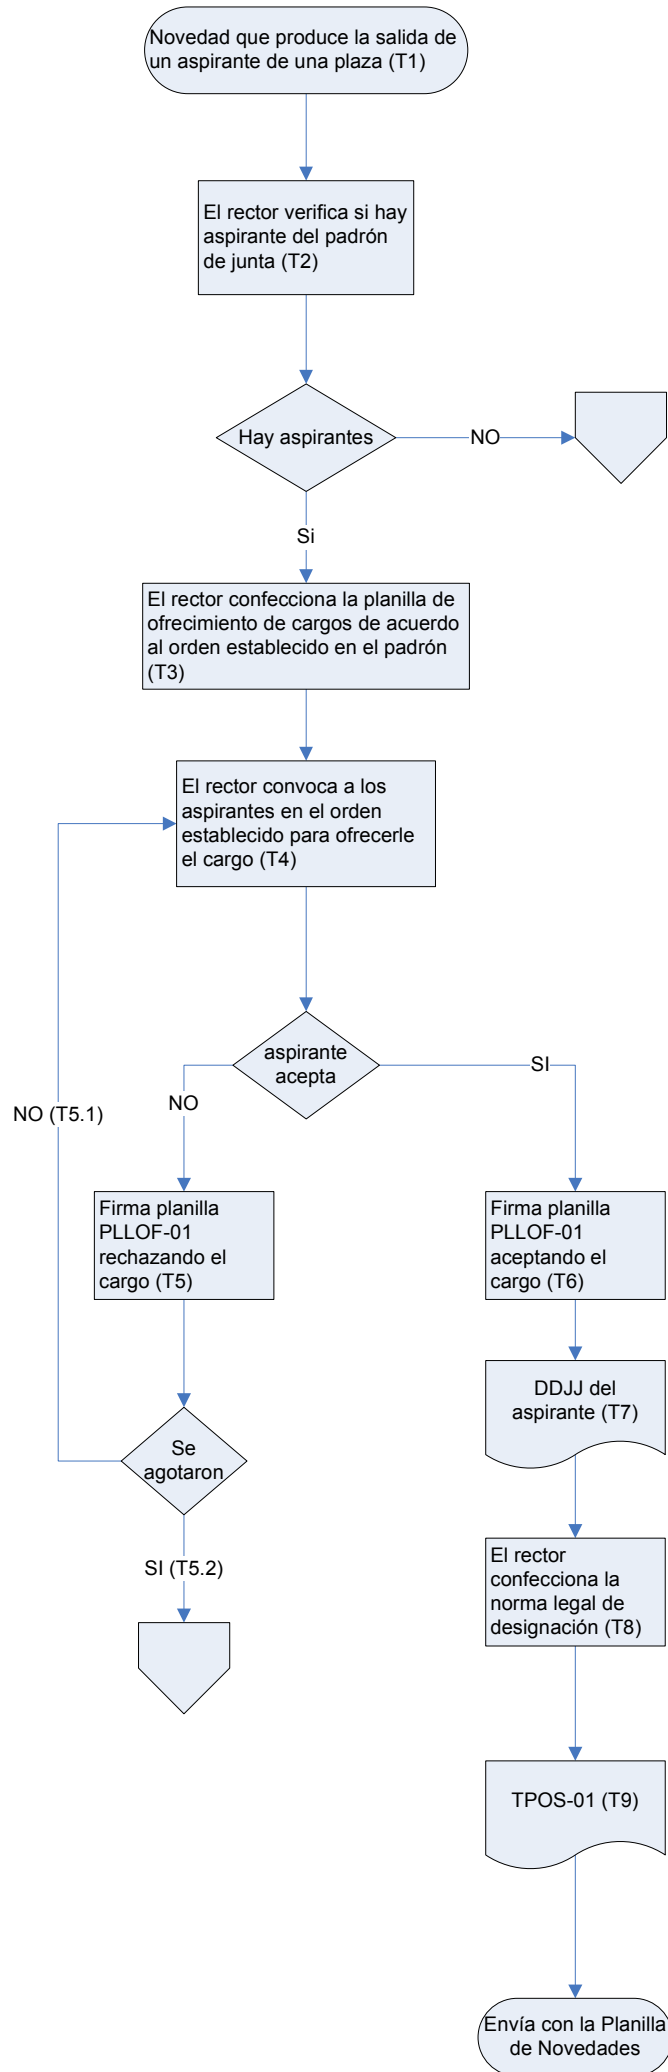 Novedad que produce la salida de
un aspirante de una plaza (T1)
El rector verifica si hay
aspirante del padrón
de junta (T2)
Hay aspirantes
NO
Si
El rector confecciona la planilla de
ofrecimiento de cargos de acuerdo
al orden establecido en el padrón
(T3)
El rector convoca a los
aspirantes en el orden
establecido para ofrecerle
el cargo (T4)
aspirante
acepta
SI
NO
NO (T5.1)
Firma planilla
PLLOF-01
rechazando el
cargo (T5)
Firma planilla
PLLOF-01
aceptando el
cargo (T6)
DDJJ del
aspirante (T7)
Se
agotaron
SI (T5.2)
El rector
confecciona la
norma legal de
designación (T8)
TPOS-01 (T9)
Envía con la Planilla
de Novedades